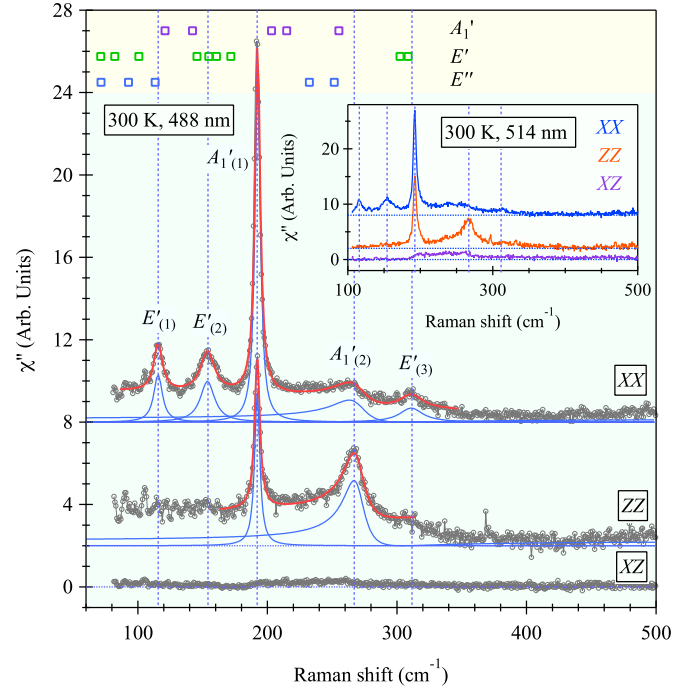 28
24
20
16
12
8
4
0
χ" (Arb. Units)
A₁'
E'
E''
300 K, 488 nm
A₁'(1)
E'(1)
E'(2)
A₁'(2)
E'(3)
XX
ZZ
XZ
100
200
300
400
500
Raman shift (cm⁻¹)
300 K, 514 nm
XX
ZZ
XZ
20
10
0
χ" (Arb. Units)
100
300
500
Raman shift (cm⁻¹)